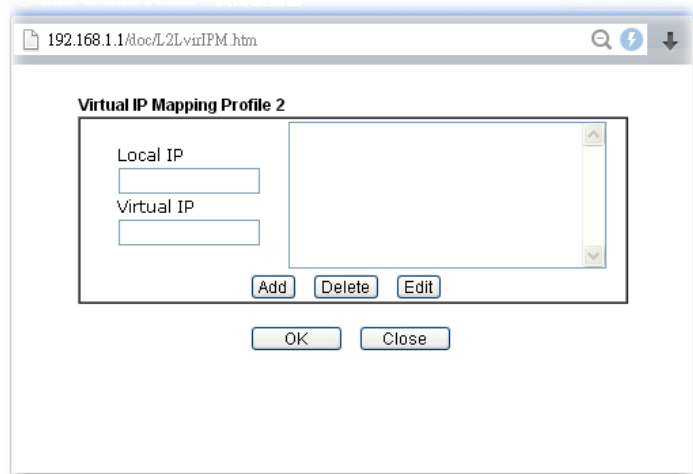 192.168.1.1/doc/L2LvirIPM.htm
Virtual IP Mapping Profile 2
Local IP
Virtual IP
Add Delete Edit
OK Close